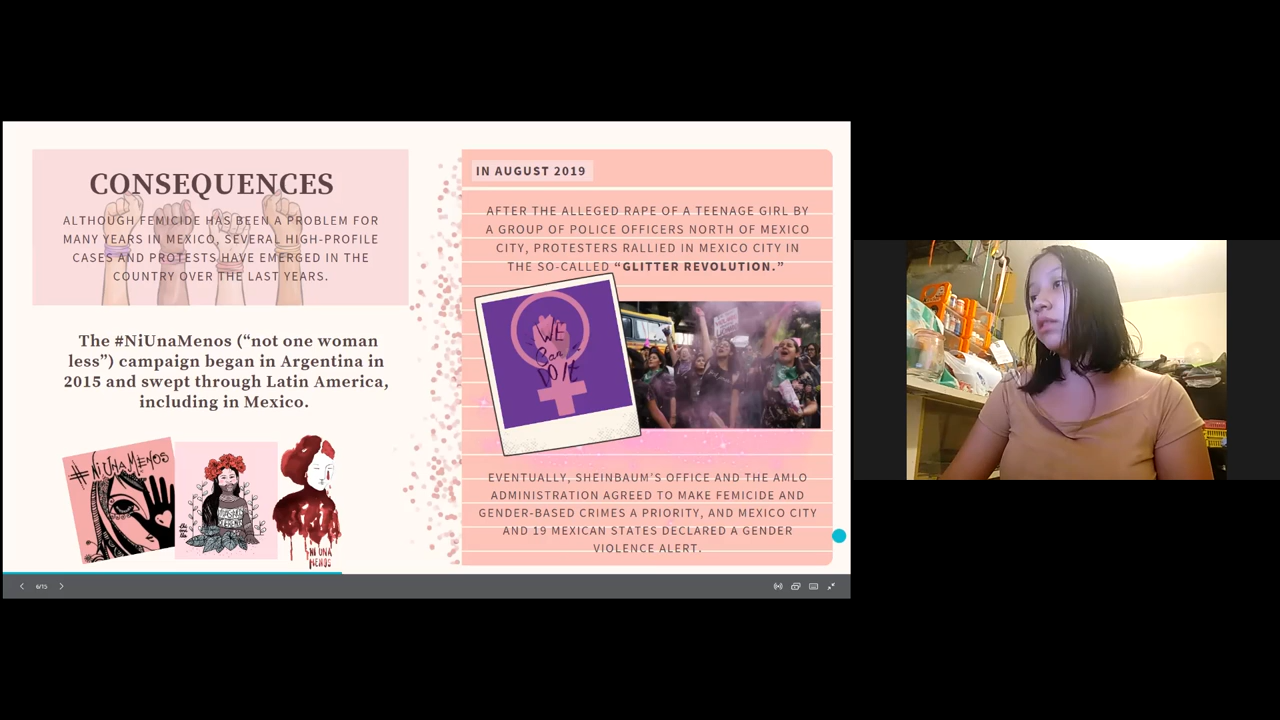 CONSEQUENCES
ALTHOUGH FEMICIDE HAS BEEN A PROBLEM FOR
MANY YEARS IN MEXICO, SEVERAL HIGH-PROFILE
CASES AND PROTESTS HAVE EMERGED IN THE
COUNTRY OVER THE LAST YEARS.
The #NiUnaMenos (“not one woman
less”) campaign began in Argentina in
2015 and swept through Latin America,
including in Mexico.
#NIUNAMENOS
NI UNA
MENOS
IN AUGUST 2019
AFTER THE ALLEGED RAPE OF A TEENAGE GIRL BY
A GROUP OF POLICE OFFICERS NORTH OF MEXICO
CITY, PROTESTERS RALLIED IN MEXICO CITY IN
THE SO-CALLED “GLITTER REVOLUTION.”
WE
Can
EVENTUALLY, SHEINBAUM’S OFFICE AND THE AMLO
ADMINISTRATION AGREED TO MAKE FEMICIDE AND
GENDER-BASED CRIMES A PRIORITY, AND MEXICO CITY
AND 19 MEXICAN STATES DECLARED A GENDER
VIOLENCE ALERT.
6/15